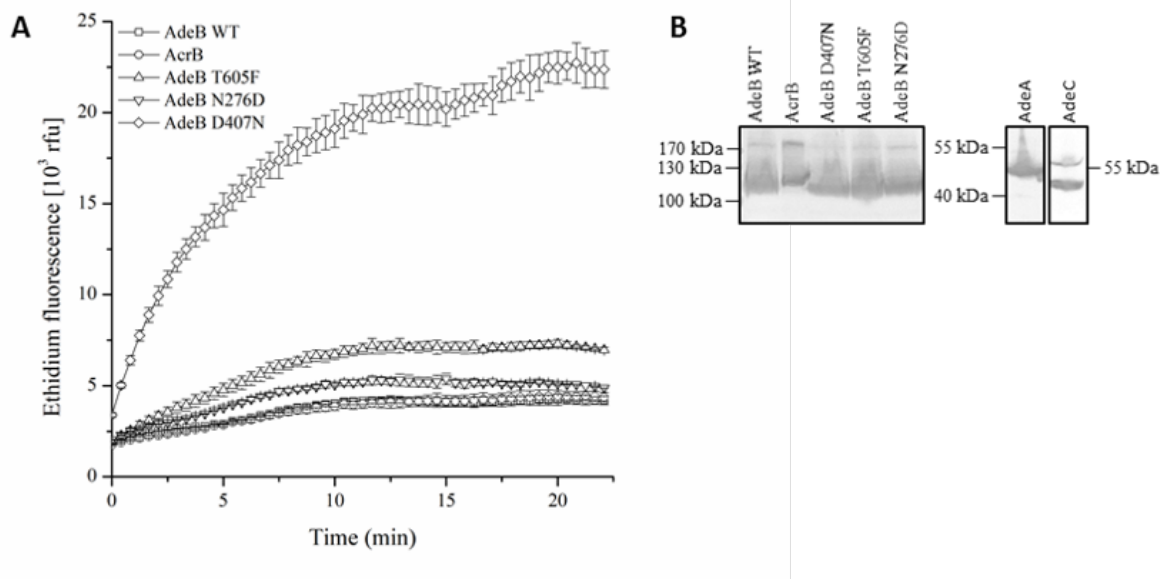 A
25
20
15
10
5
0
Ethidium fluorescence [10³ rfu]
AdeB WT
AcrB
AdeB T605F
AdeB N276D
AdeB D407N
0
5
10
15
20
Time (min)
B
AdeB WT
AcrB
AdeB D407N
AdeB T605F
AdeB N276D
170 kDa
130 kDa
100 kDa
AdeA
AdeC
55 kDa
40 kDa
55 kDa